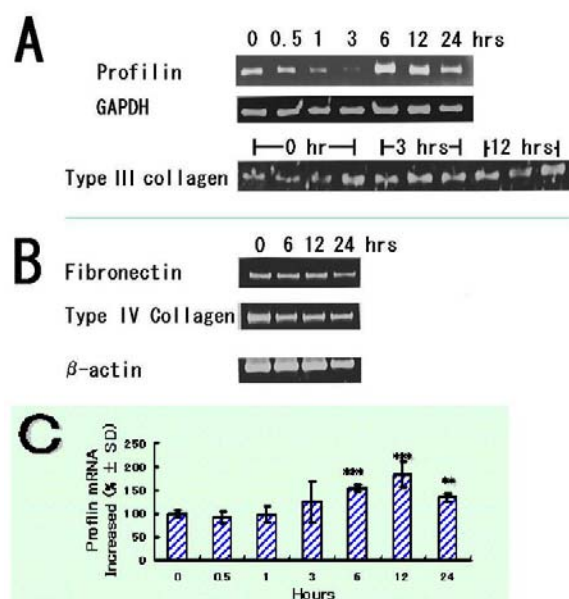 A
0 0.5 1 3 6 12 24 hrs
Profilin
GAPDH
0 hr 3 hrs 12 hrs
Type III collagen
B
0 6 12 24 hrs
Fibronectin
Type IV Collagen
β-actin
C
Proflin mRNA
Increased (% ± SD)
250
200
150
100
50
0
*** *** **
0 0.5 1 3 6 12 24
Hours